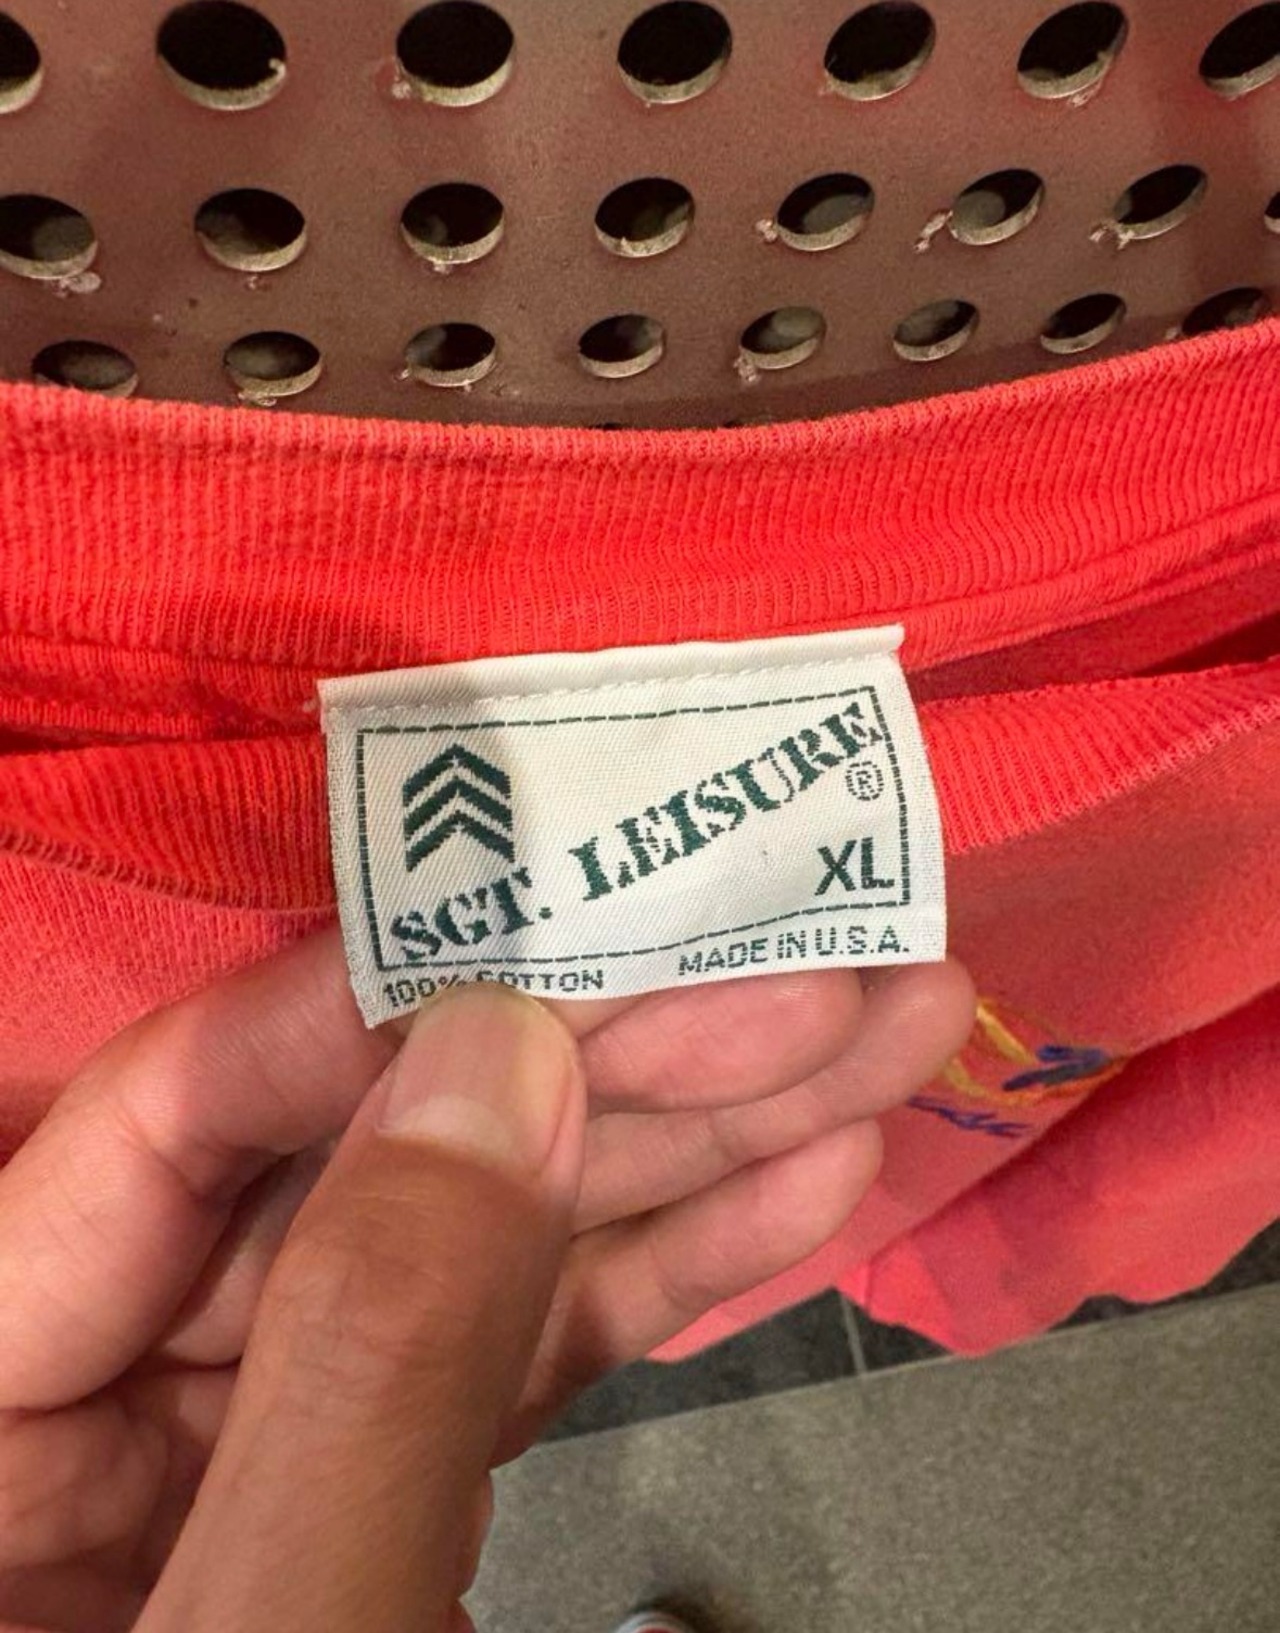 SGT. LEISURE®
XL
100% COTTON MADE IN U.S.A.